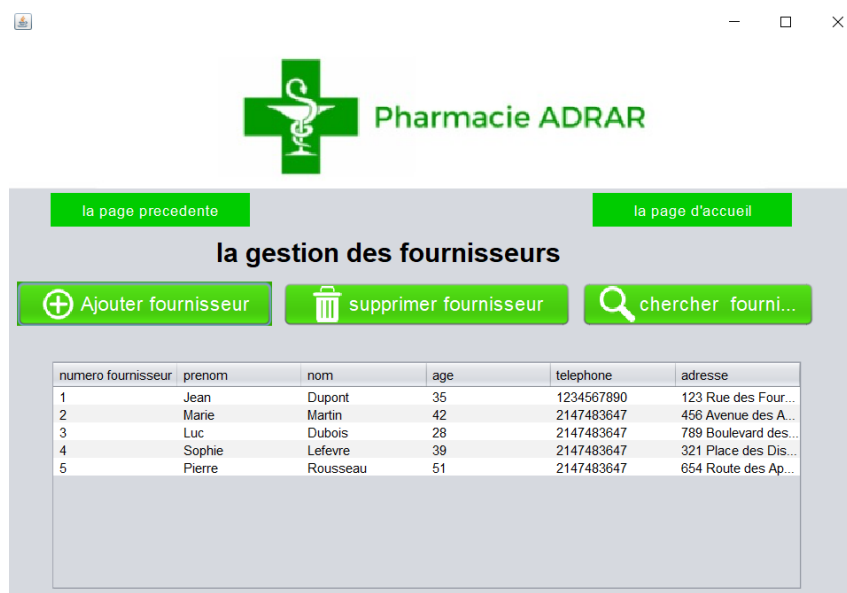 Pharmacie ADRAR
la page precedente
la page d'accueil
la gestion des fournisseurs
Ajouter fournisseur
supprimer fournisseur
chercher fourni...
numero fournisseur prenom nom age telephone adresse
1 Jean Dupont 35 1234567890 123 Rue des Four...
2 Marie Martin 42 2147483647 456 Avenue des A...
3 Luc Dubois 28 2147483647 789 Boulevard des...
4 Sophie Lefevre 39 2147483647 321 Place des Dis...
5 Pierre Rousseau 51 2147483647 654 Route des Ap...